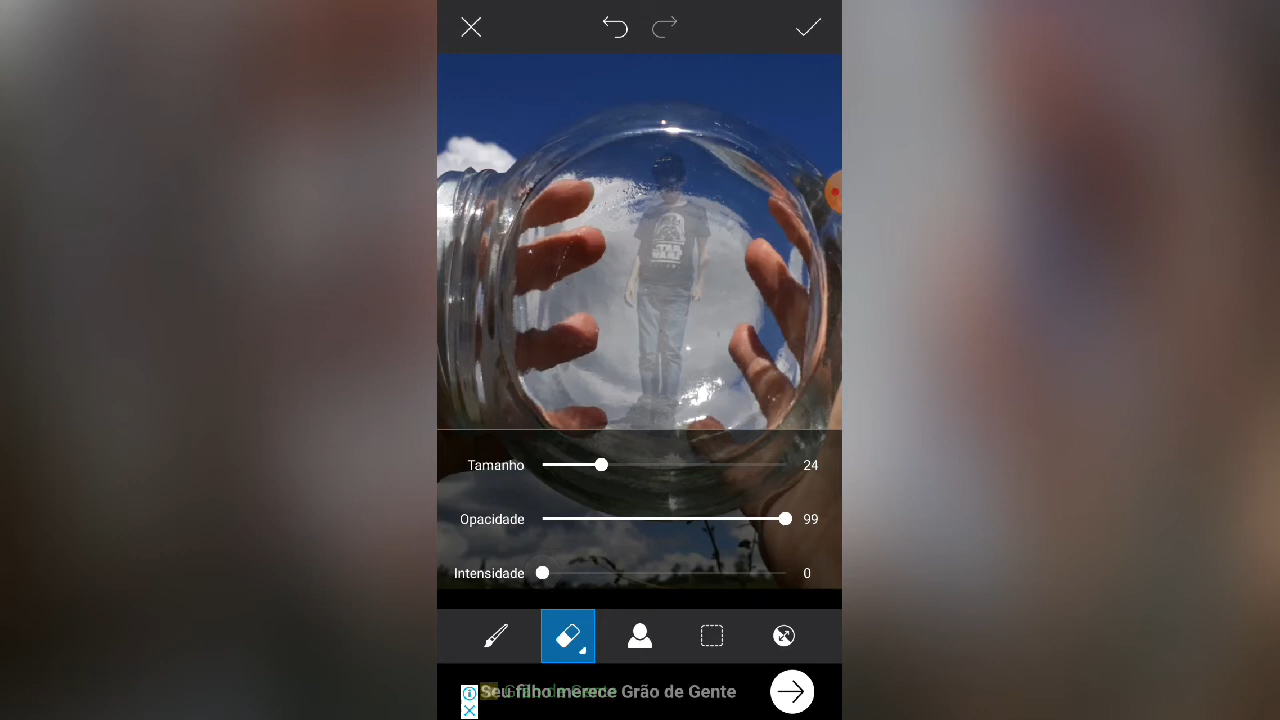 Tamanho 24
Opacidade 99
Intensidade 0
Seu filho merece Grão de Gente